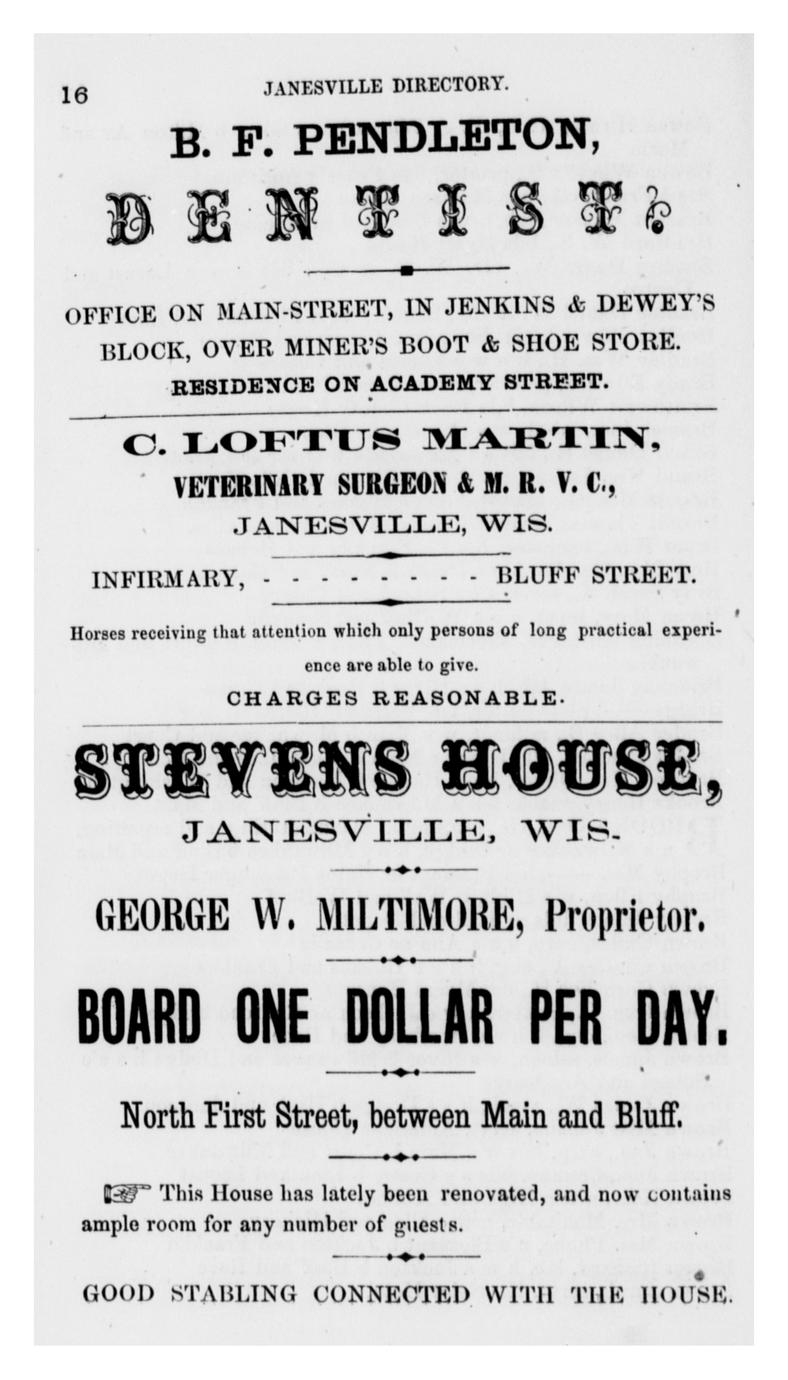 16
JANESVILLE DIRECTORY.
B. F. PENDLETON,
DENTIST,
OFFICE ON MAIN-STREET, IN JENKINS & DEWEY'S
BLOCK, OVER MINER'S BOOT & SHOE STORE.
RESIDENCE ON ACADEMY STREET.
C. LOFTUS MARTIN,
VETERINARY SURGEON & M. R. V. C.,
JANESVILLE, WIS.
INFIRMARY, - - - - - - - - BLUFF STREET.
Horses receiving that attention which only persons of long practical experi-
ence are able to give.
CHARGES REASONABLE.
STEVENS HOUSE,
JANESVILLE, WIS.
GEORGE W. MILTIMORE, Proprietor.
BOARD ONE DOLLAR PER DAY.
North First Street, between Main and Bluff.
☞ This House has lately been renovated, and now contains
ample room for any number of guests.
GOOD STABLING CONNECTED WITH THE HOUSE.